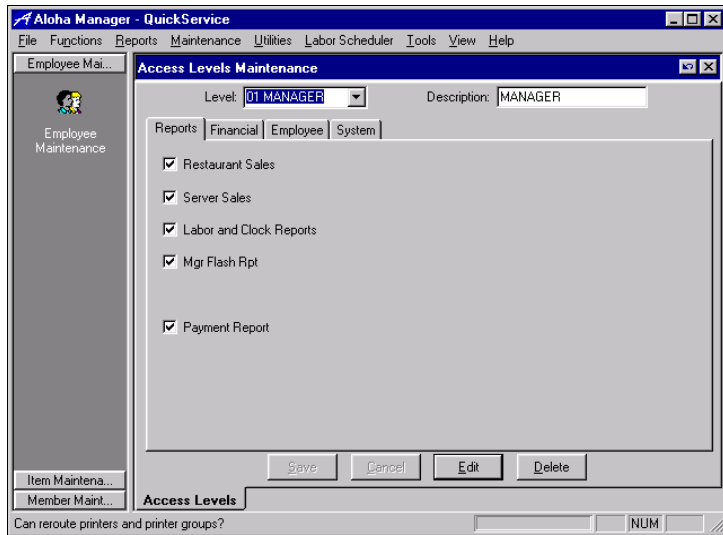 Aloha Manager - QuickService
File Functions Reports Maintenance Utilities Labor Scheduler Tools View Help
Employee Mai...
Access Levels Maintenance
Level: 01 MANAGER Description: MANAGER
Employee Maintenance
Reports Financial Employee System
Restaurant Sales
Server Sales
Labor and Clock Reports
Mgr Flash Rpt
Payment Report
Save Cancel Edit Delete
Item Maintena...
Member Maint...
Access Levels
Can reroute printers and printer groups?
NUM